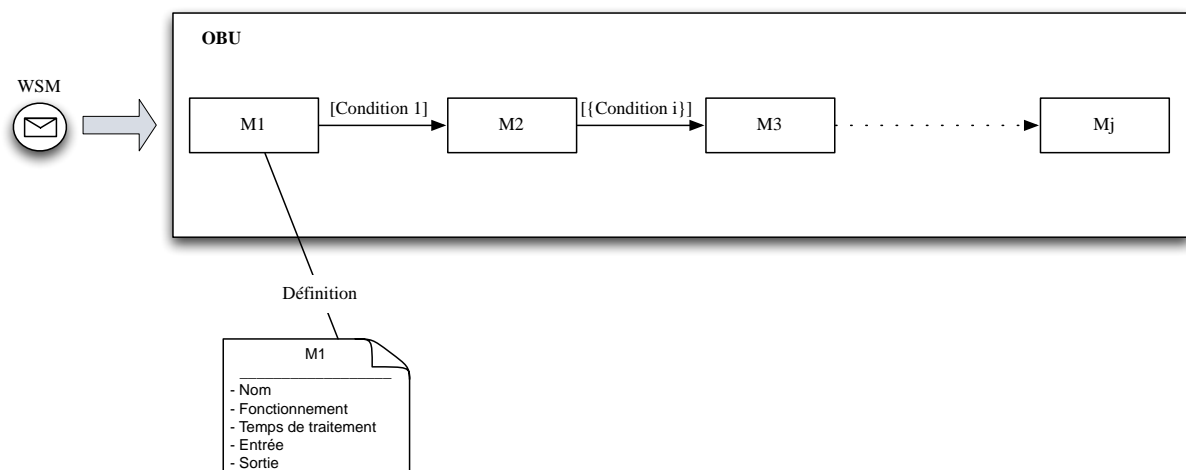 OBU
WSM
M1
[Condition 1]
M2
[{Condition i}]
M3
Mj
Définition
M1
- Nom
- Fonctionnement
- Temps de traitement
- Entrée
- Sortie